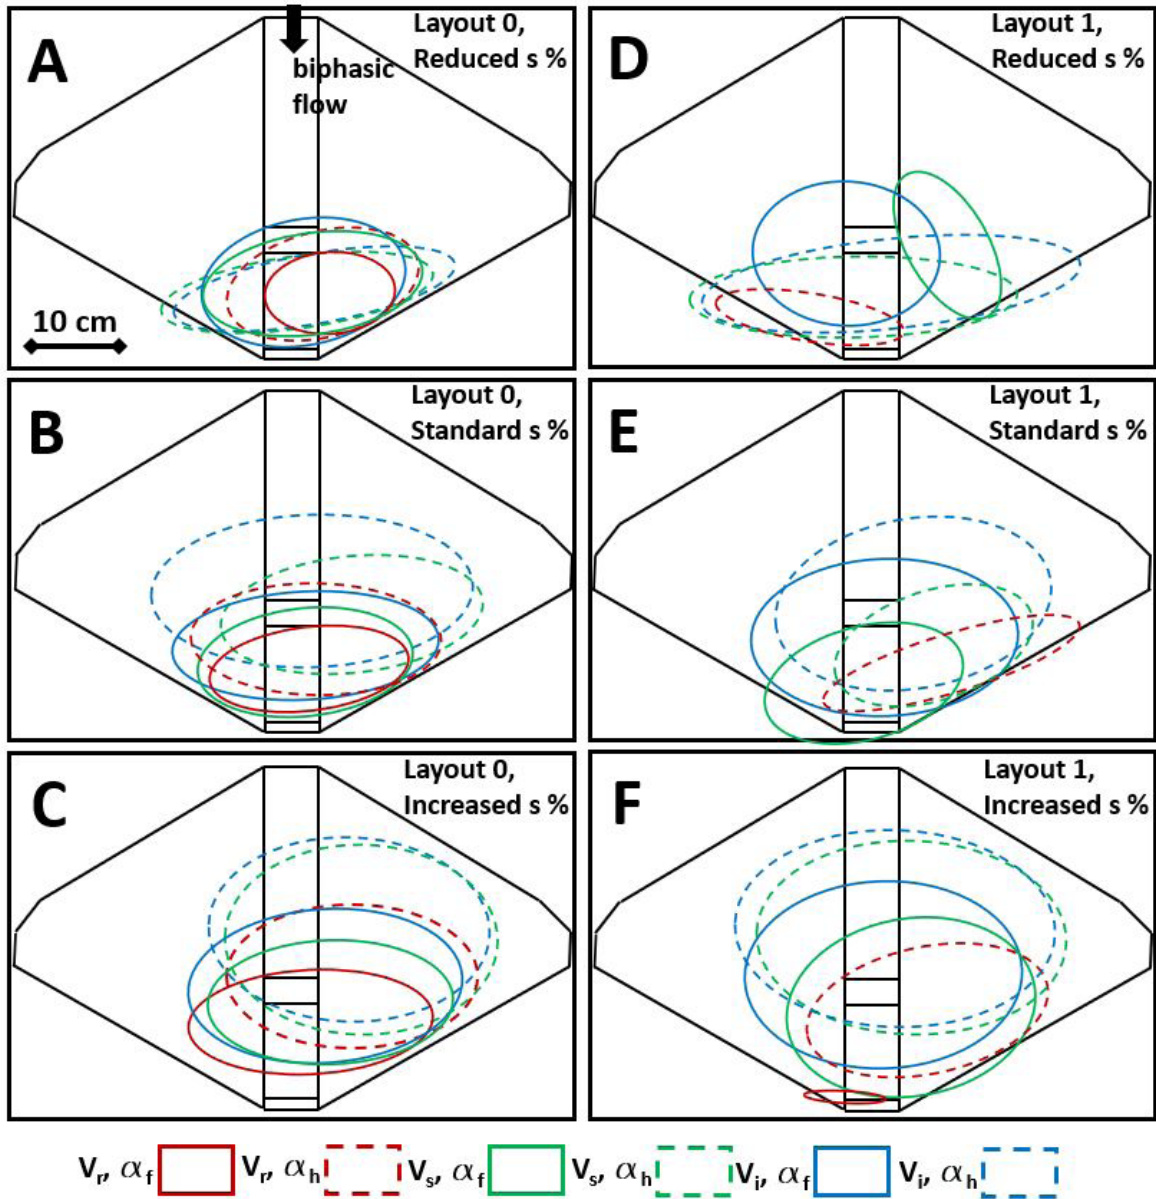 A
biphasic
flow
Layout 0,
Reduced s %
10 cm
D
Layout 1,
Reduced s %
B
Layout 0,
Standard s %
E
Layout 1,
Standard s %
C
Layout 0,
Increased s %
F
Layout 1,
Increased s %
Vr, αf Vr, αh Vs, αf Vs, αh Vi, αf Vi, αh